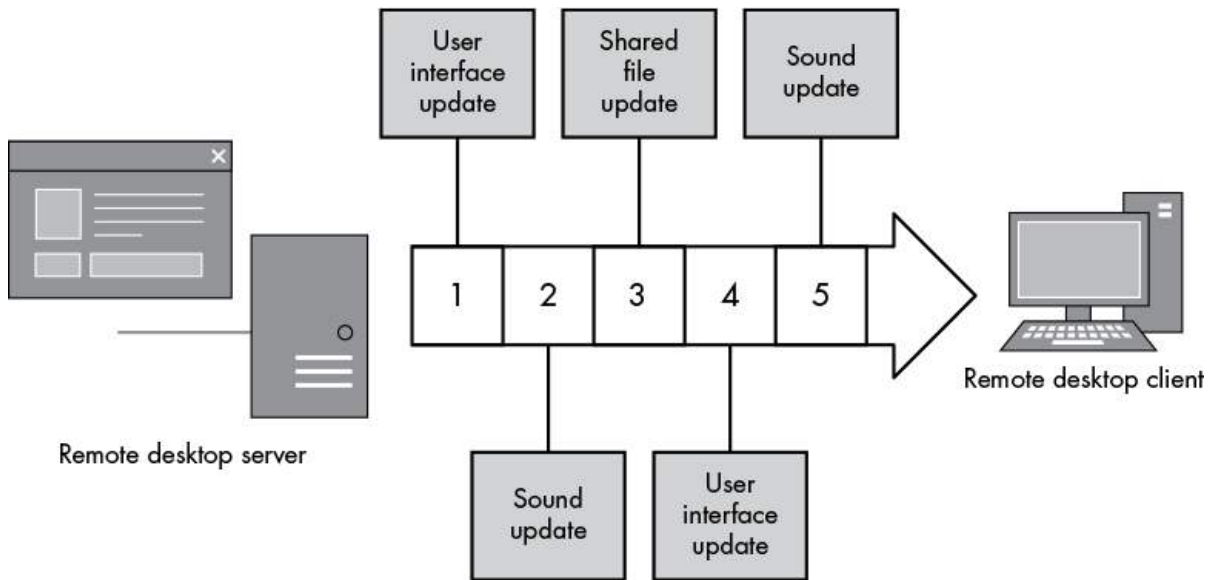 User
interface
update
Shared
file
update
Sound
update
1
2
3
4
5
Remote desktop client
Remote desktop server
Sound
update
User
interface
update